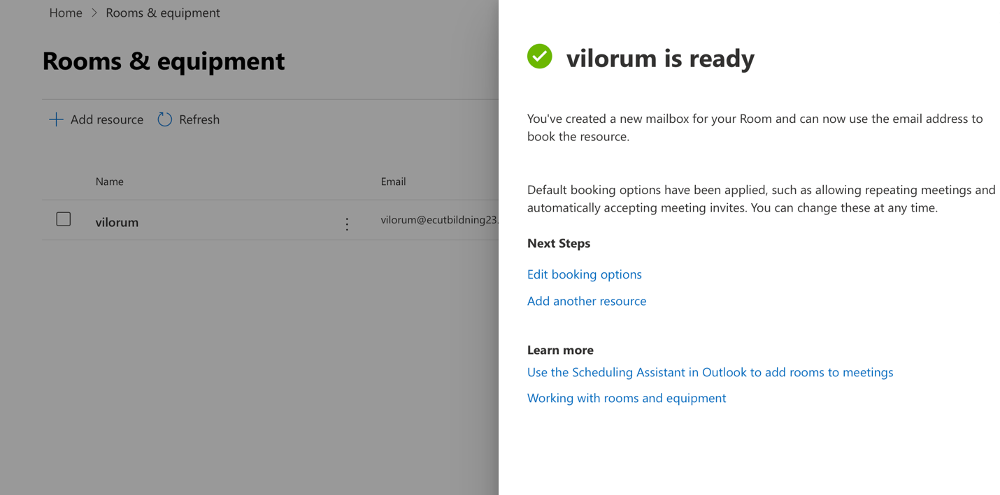 Home > Rooms & equipment
Rooms & equipment
Add resource Refresh
Name Email
vilorum vilorum@ecutbildning23.
vilorum is ready
You've created a new mailbox for your Room and can now use the email address to
book the resource.
Default booking options have been applied, such as allowing repeating meetings and
automatically accepting meeting invites. You can change these at any time.
Next Steps
Edit booking options
Add another resource
Learn more
Use the Scheduling Assistant in Outlook to add rooms to meetings
Working with rooms and equipment